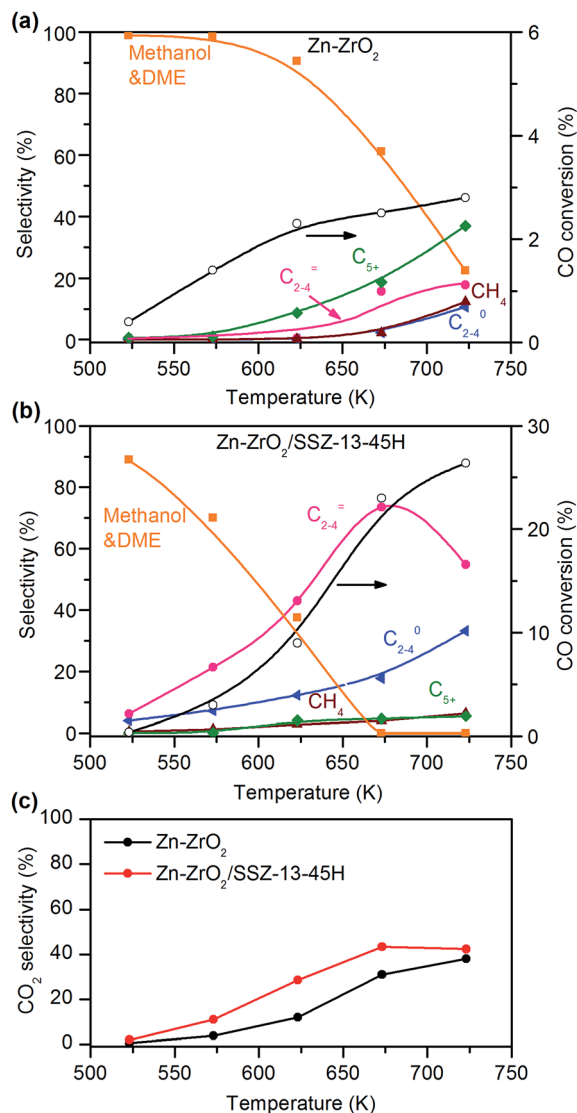 (a)
Zn-ZrO₂
Methanol
&DME
C₅₊
C₂₋₄⁼
CH₄
C₂₋₄⁰
Selectivity (%)
100
80
60
40
20
0
CO conversion (%)
6
4
2
0
500 550 600 650 700 750
Temperature (K)
(b)
Zn-ZrO₂/SSZ-13-45H
Methanol
&DME
C₂₋₄⁼
C₂₋₄⁰
CH₄
C₅₊
Selectivity (%)
100
80
60
40
20
0
CO conversion (%)
30
20
10
0
500 550 600 650 700 750
Temperature (K)
(c)
Zn-ZrO₂
Zn-ZrO₂/SSZ-13-45H
CO₂ selectivity (%)
100
80
60
40
20
0
500 550 600 650 700 750
Temperature (K)